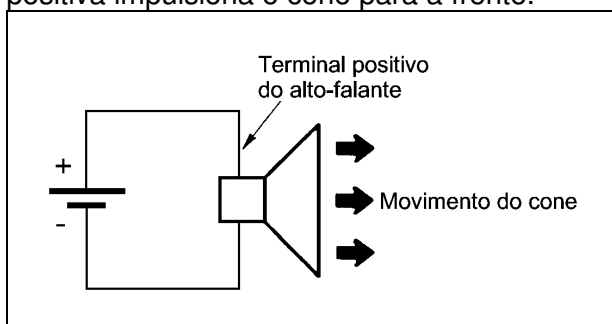 positiva impulsiona o cone para a frente.
Terminal positivo
do alto-falante
+
Movimento do cone
-